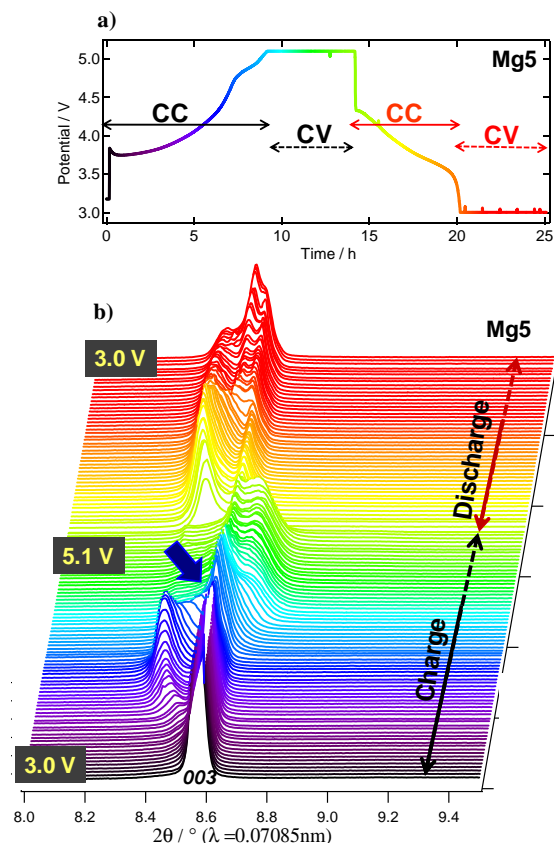 a)
Mg5
5.0
4.5
4.0
3.5
3.0
Potential / V
CC
CV
CC
CV
0
5
10
15
20
25
Time / h
b)
Mg5
3.0 V
Discharge
5.1 V
Charge
3.0 V
003
8.0
8.2
8.4
8.6
8.8
9.0
9.2
9.4
2θ / ° (λ =0.07085nm)